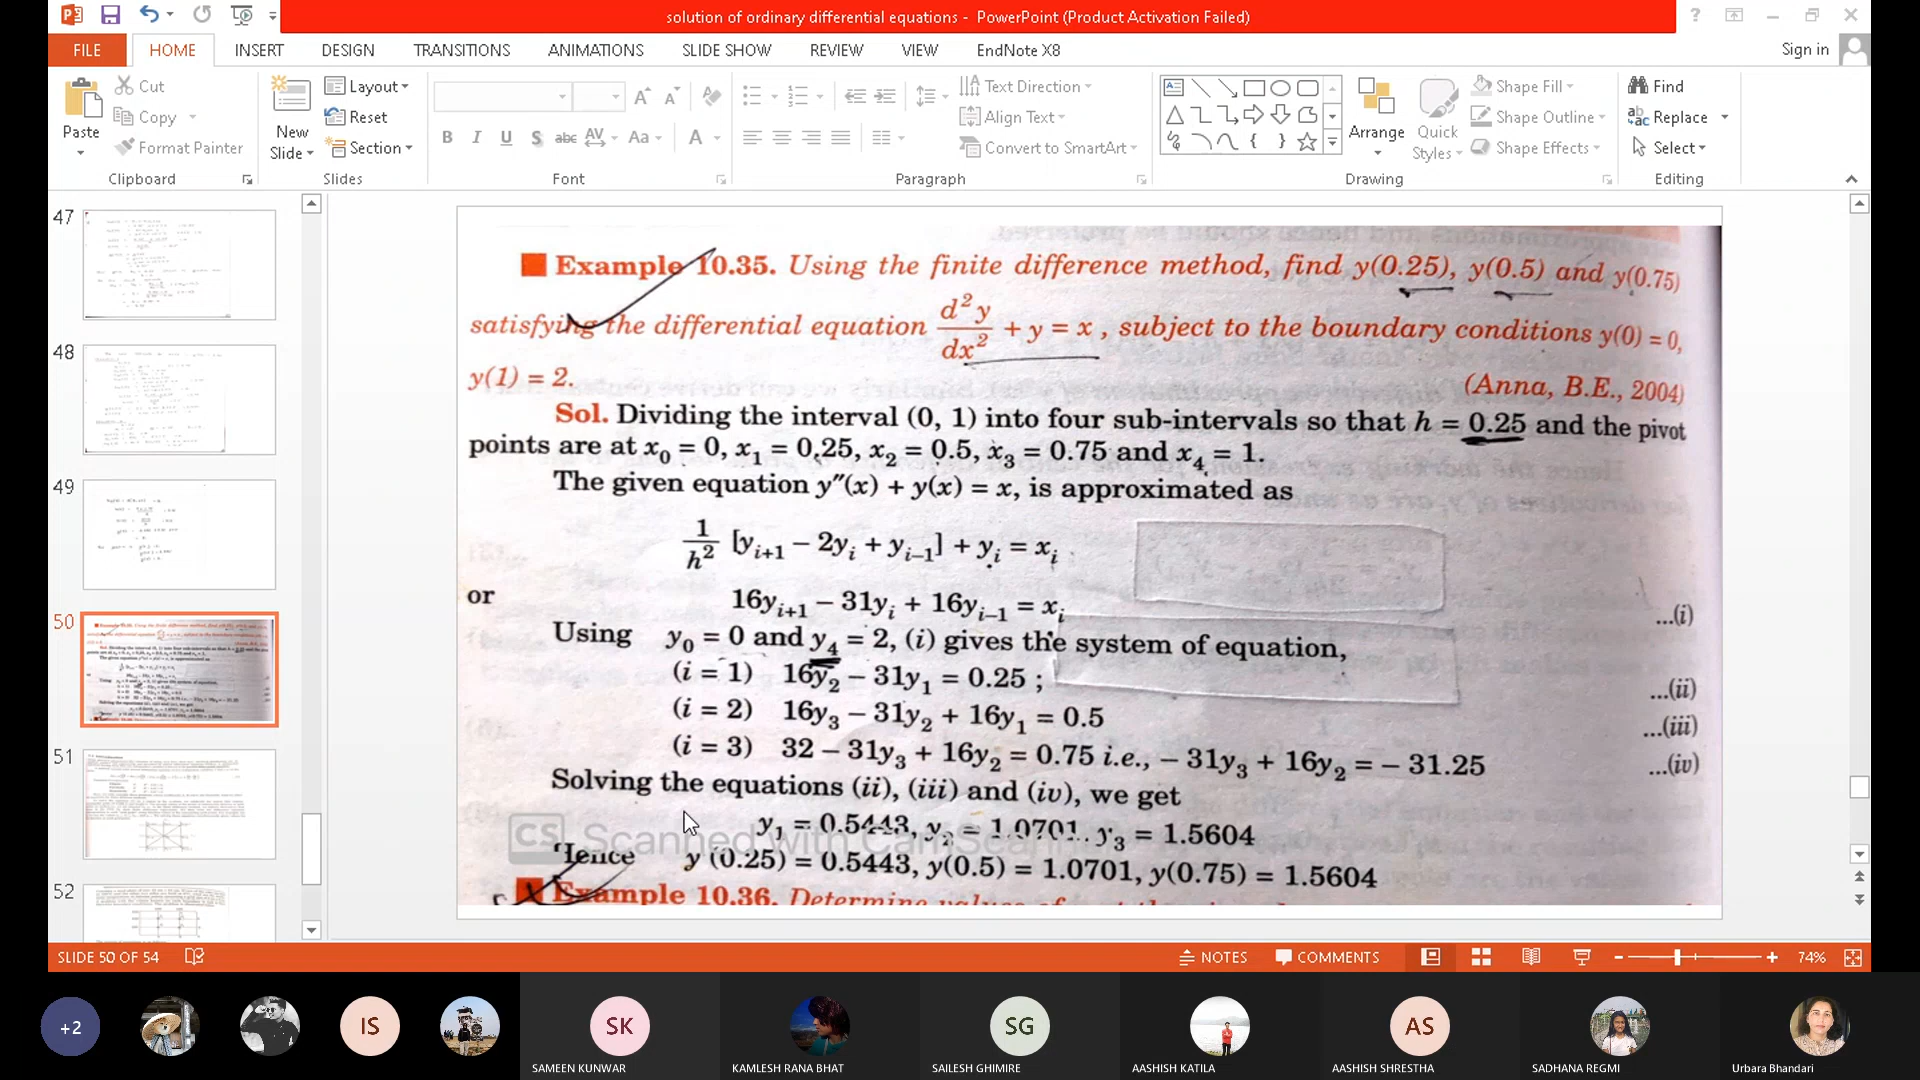 solution of ordinary differential equations - PowerPoint (Product Activation Failed)
FILE HOME INSERT DESIGN TRANSITIONS ANIMATIONS SLIDE SHOW REVIEW VIEW EndNote X8 Sign in
Paste
Cut
Copy
Format Painter
Clipboard
New Slide
Layout
Reset
Section
Slides
Font
Text Direction
Align Text
Convert to SmartArt
Paragraph
Arrange
Quick Styles
Shape Fill
Shape Outline
Shape Effects
Drawing
Find
Replace
Select
Editing
47
48
49
50
51
52
Example 10.35. Using the finite difference method, find y(0.25), y(0.5) and y(0.75)
satisfying the differential equation d²y/dx² + y = x, subject to the boundary conditions y(0) = 0,
y(1) = 2. (Anna, B.E., 2004)
Sol. Dividing the interval (0, 1) into four sub-intervals so that h = 0.25 and the pivot
points are at x₀ = 0, x₁ = 0.25, x₂ = 0.5, x₃ = 0.75 and x₄ = 1.
The given equation y″(x) + y(x) = x, is approximated as
1/h² [yᵢ₊₁ – 2yᵢ + yᵢ₋₁] + yᵢ = xᵢ
or 16yᵢ₊₁ – 31yᵢ + 16yᵢ₋₁ = xᵢ ...(i)
Using y₀ = 0 and y₄ = 2, (i) gives the system of equation,
(i = 1) 16y₂ – 31y₁ = 0.25 ; ...(ii)
(i = 2) 16y₃ – 31y₂ + 16y₁ = 0.5 ...(iii)
(i = 3) 32 – 31y₃ + 16y₂ = 0.75 i.e., – 31y₃ + 16y₂ = – 31.25 ...(iv)
Solving the equations (ii), (iii) and (iv), we get
y₁ = 0.5443, y₂ = 1.0701, y₃ = 1.5604
Hence y (0.25) = 0.5443, y(0.5) = 1.0701, y(0.75) = 1.5604
CS Scanned with CamScanner
Example 10.36. Determine values of
SLIDE 50 OF 54 NOTES COMMENTS 74%
+2 IS SK SG AS
SAMEEN KUNWAR KAMLESH RANA BHAT SAILESH GHIMIRE AASHISH KATILA AASHISH SHRESTHA SADHANA REGMI Urbara Bhandari